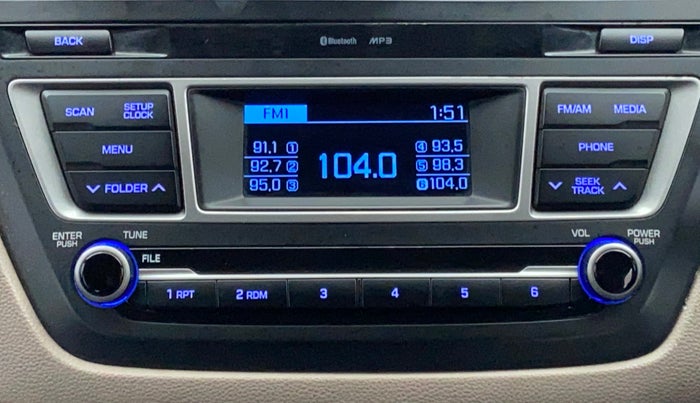 BACK
Bluetooth MP3
DISP
SCAN SETUP CLOCK
MENU
FOLDER
FM1 1:51
91.1 1
92.7 2
95.0 3
104.0
4 93.5
5 98.3
6 104.0
FM/AM MEDIA
PHONE
SEEK TRACK
ENTER PUSH
TUNE
FILE
VOL
POWER PUSH
1 RPT 2 RDM 3 4 5 6